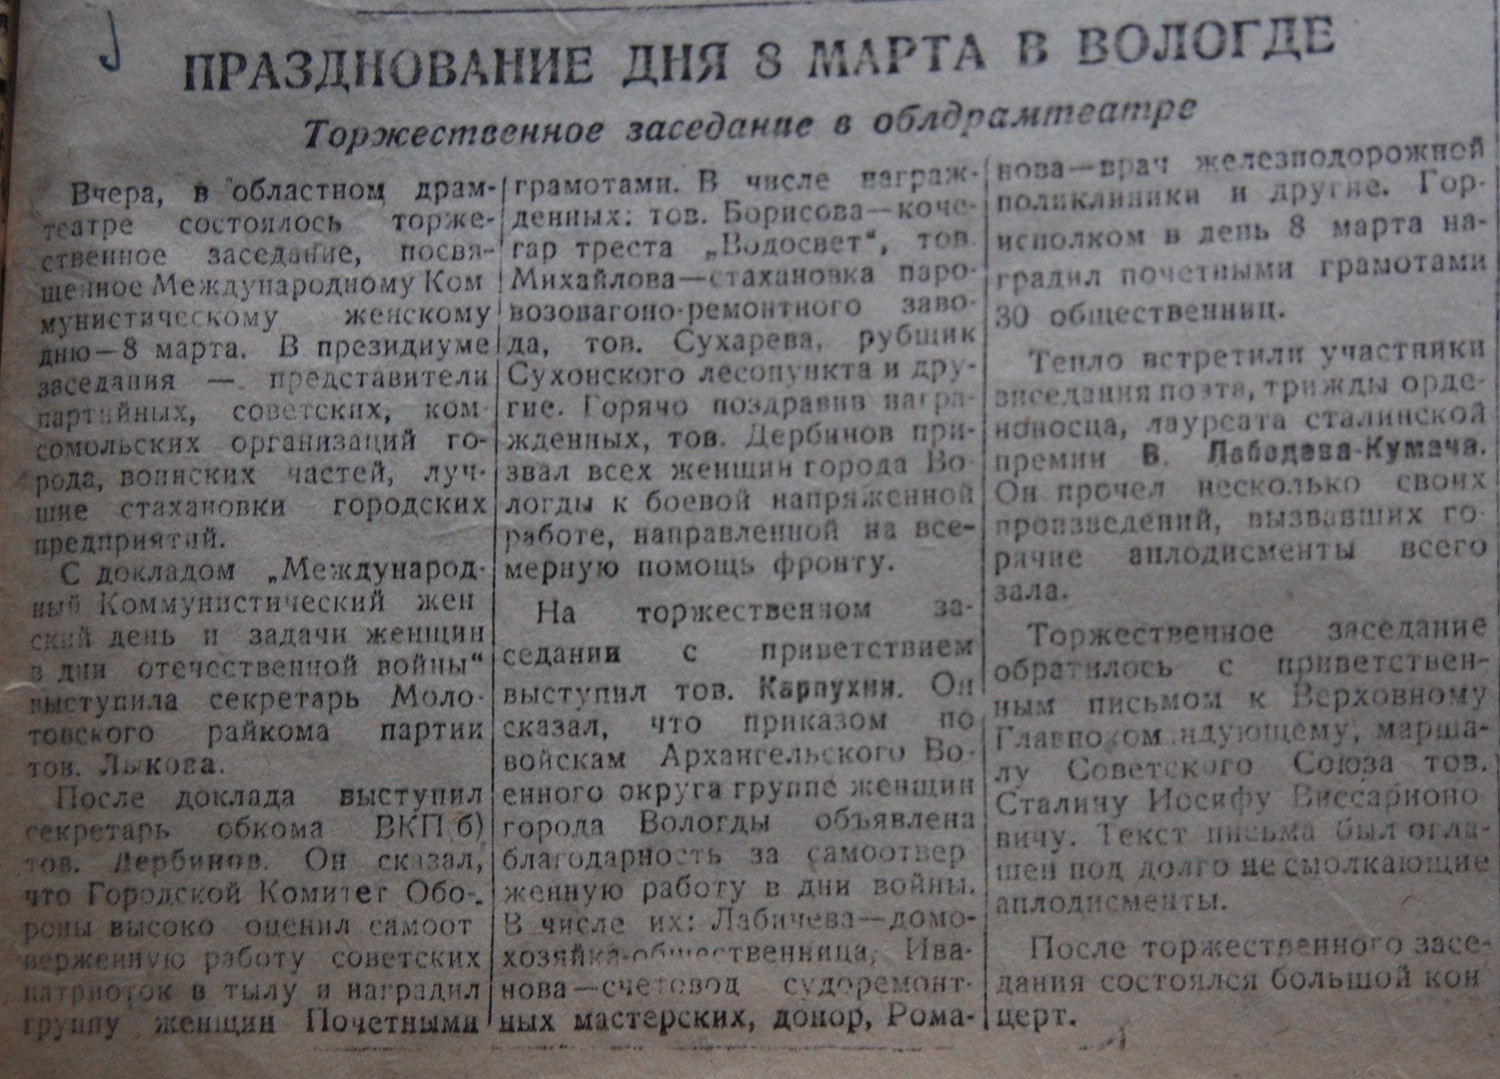 ПРАЗДНОВАНИЕ ДНЯ 8 МАРТА В ВОЛОГДЕ
Торжественное заседание в облдрамтеатре
Вчера, в областном драм-
театре состоялось торже-
ственное заседание, посвя-
щенное Международному Ком
мунистическому женскому
дню—8 марта. В президиуме
заседания — представители
партийных, советских, ком-
сомольских организаций го-
рода, воинских частей, луч-
шие стахановки городских
предприятий.
С докладом „Международ-
ный Коммунистический жен
ский день и задачи женщин
в дни отечественной войны“
выступила секретарь Моло-
товского райкома партии
тов. Лыкова.
После доклада выступил
секретарь обкома ВКП(б)
тов. Дербинов. Он сказал,
что Городской Комитет Обо-
роны высоко оценил самоот
верженную работу советских
патриоток в тылу и наградил
группу женщин Почетными
грамотами. В числе награж-
денных: тов. Борисова—коче-
гар треста „Водосвет“, тов.
Михайлова—стахановка паро-
возовагоно-ремонтного заво-
да, тов. Сухарева, рубщик
Сухонского лесопункта и дру-
гие. Горячо поздравив награ-
жденных, тов. Дербинов при-
звал всех женщин города Во-
логды к боевой напряженной
работе, направленной на все-
мерную помощь фронту.
На торжественном за-
седании с приветствием
выступил тов. Карпухин. Он
сказал, что приказом по
войскам Архангельского Во-
енного округа группе женщин
города Вологды объявлена
благодарность за самоотвер
женную работу в дни войны.
В числе их: Лабичева—домо-
хозяйка-общественница, Ива-
нова—счетовод судоремонт-
ных мастерских, донор, Рома-
нова—врач железнодорожной
поликлиники и другие. Гор-
исполком в день 8 марта на-
градил почетными грамотами
30 общественниц.
Тепло встретили участники
заседания поэта, трижды орде-
ноносца, лауреата сталинской
премии В. Лебедева-Кумача.
Он прочел несколько своих
произведений, вызвавших го-
рячие аплодисменты всего
зала.
Торжественное заседание
обратилось с приветствен-
ным письмом к Верховному
Главнокомандующему, марша-
лу Советского Союза тов.
Сталину Иосифу Виссарионо
вичу. Текст письма был огла
шен под долго не смолкающие
аплодисменты.
После торжественного засе-
дания состоялся большой кон
церт.